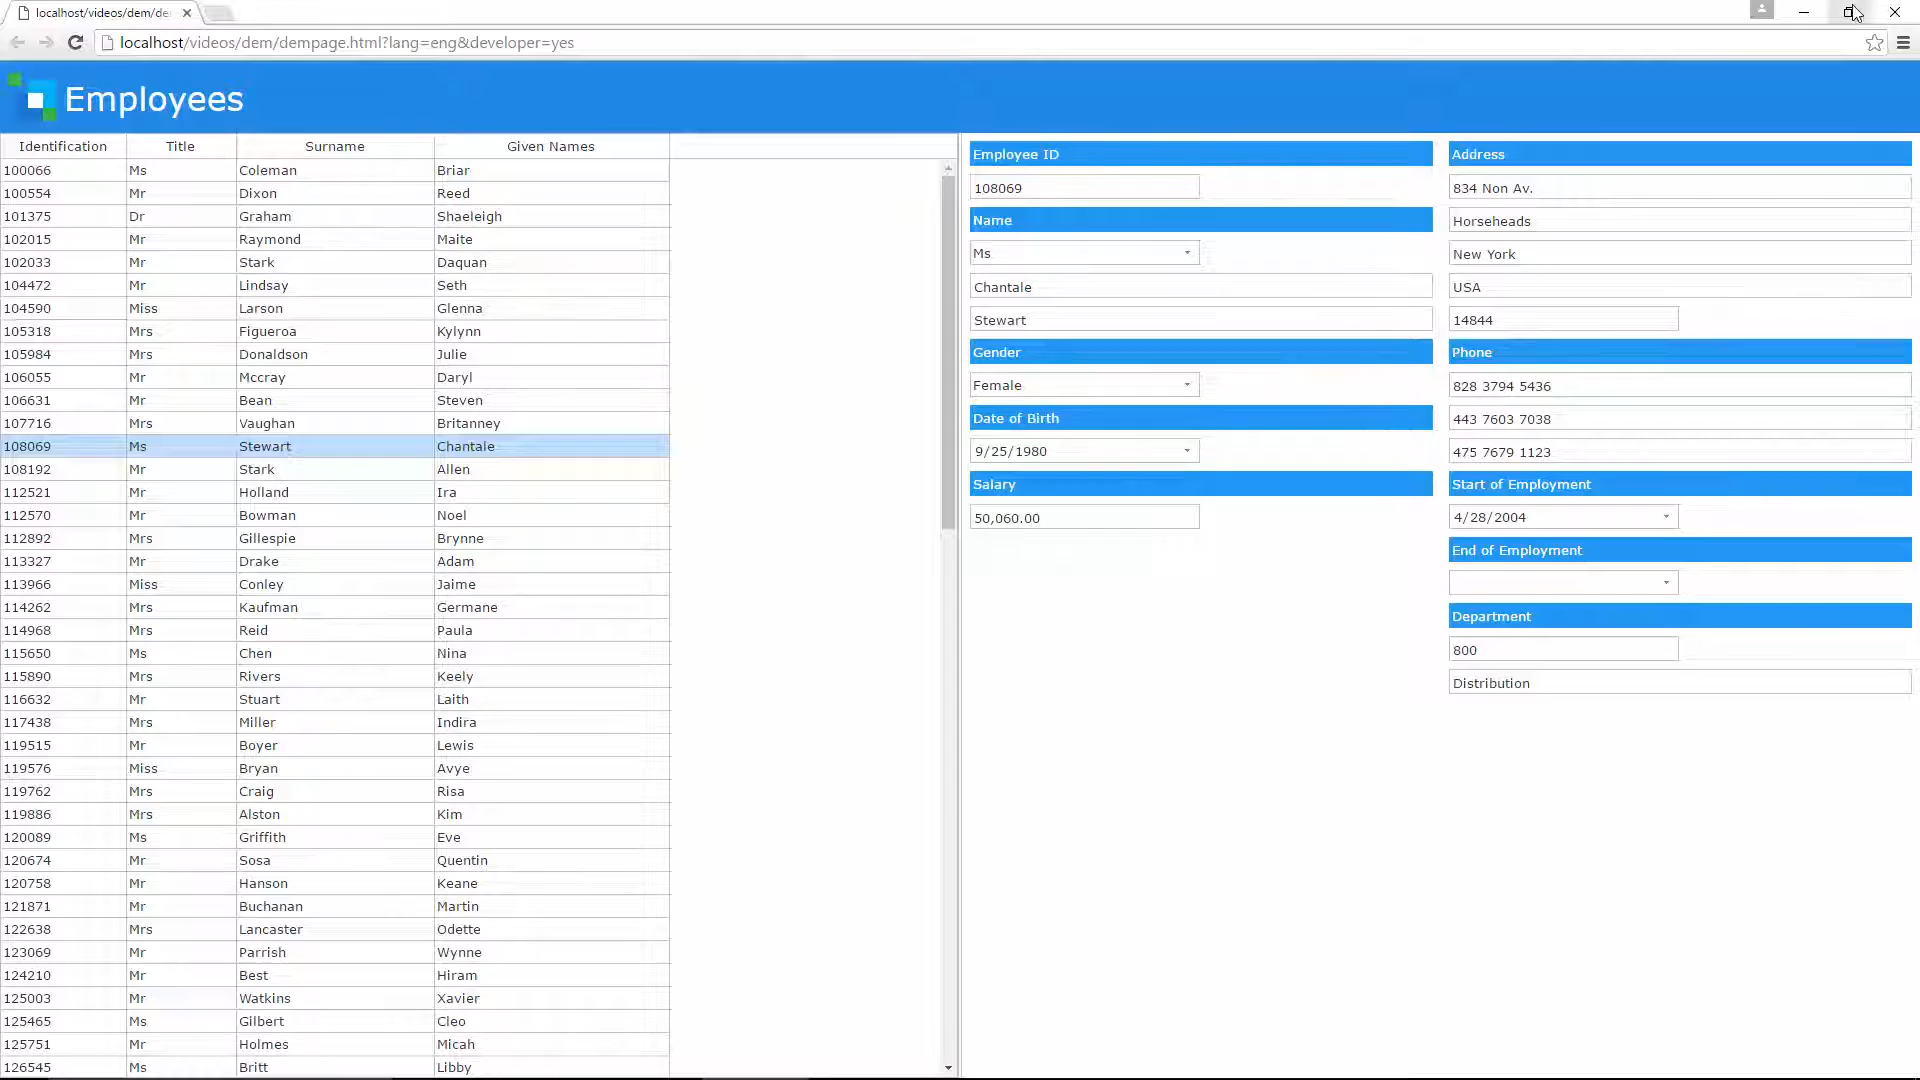 localhost/videos/dem/de
localhost/videos/dem/dempage.html?lang=eng&developer=yes
Employees
Identification Title Surname Given Names
100066 Ms Coleman Briar
100554 Mr Dixon Reed
101375 Dr Graham Shaeleigh
102015 Mr Raymond Maite
102033 Mr Stark Daquan
104472 Mr Lindsay Seth
104590 Miss Larson Glenna
105318 Mrs Figueroa Kylynn
105984 Mrs Donaldson Julie
106055 Mr Mccray Daryl
106631 Mr Bean Steven
107716 Mrs Vaughan Britanney
108069 Ms Stewart Chantale
108192 Mr Stark Allen
112521 Mr Holland Ira
112570 Mr Bowman Noel
112892 Mrs Gillespie Brynne
113327 Mr Drake Adam
113966 Miss Conley Jaime
114262 Mrs Kaufman Germane
114968 Mrs Reid Paula
115650 Ms Chen Nina
115890 Mrs Rivers Keely
116632 Mr Stuart Laith
117438 Mrs Miller Indira
119515 Mr Boyer Lewis
119576 Miss Bryan Avye
119762 Mrs Craig Risa
119886 Mrs Alston Kim
120089 Ms Griffith Eve
120674 Mr Sosa Quentin
120758 Mr Hanson Keane
121871 Mr Buchanan Martin
122638 Mrs Lancaster Odette
123069 Mr Parrish Wynne
124210 Mr Best Hiram
125003 Mr Watkins Xavier
125465 Ms Gilbert Cleo
125751 Mr Holmes Micah
126545 Ms Britt Libby
Employee ID
108069
Name
Ms
Chantale
Stewart
Gender
Female
Date of Birth
9/25/1980
Salary
50,060.00
Address
834 Non Av.
Horseheads
New York
USA
14844
Phone
828 3794 5436
443 7603 7038
475 7679 1123
Start of Employment
4/28/2004
End of Employment
Department
800
Distribution